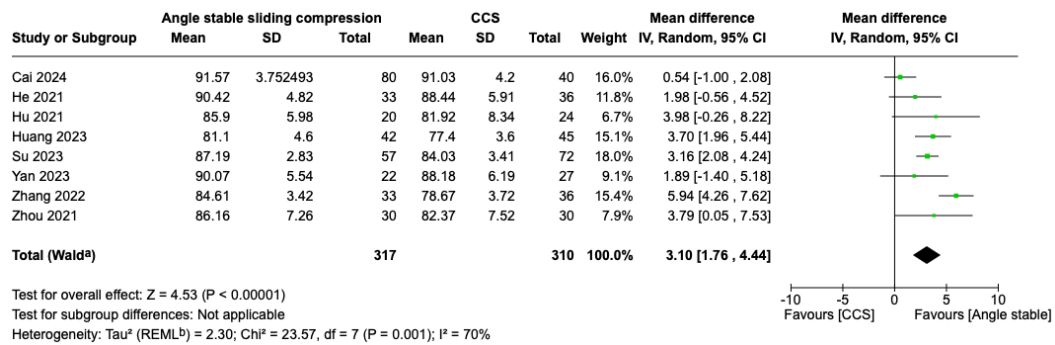 Angle stable sliding compression CCS Mean difference Mean difference
Study or Subgroup Mean SD Total Mean SD Total Weight IV, Random, 95% CI IV, Random, 95% CI
Cai 2024 91.57 3.752493 80 91.03 4.2 40 16.0% 0.54 [-1.00 , 2.08]
He 2021 90.42 4.82 33 88.44 5.91 36 11.8% 1.98 [-0.56 , 4.52]
Hu 2021 85.9 5.98 20 81.92 8.34 24 6.7% 3.98 [-0.26 , 8.22]
Huang 2023 81.1 4.6 42 77.4 3.6 45 15.1% 3.70 [1.96 , 5.44]
Su 2023 87.19 2.83 57 84.03 3.41 72 18.0% 3.16 [2.08 , 4.24]
Yan 2023 90.07 5.54 22 88.18 6.19 27 9.1% 1.89 [-1.40 , 5.18]
Zhang 2022 84.61 3.42 33 78.67 3.72 36 15.4% 5.94 [4.26 , 7.62]
Zhou 2021 86.16 7.26 30 82.37 7.52 30 7.9% 3.79 [0.05 , 7.53]
Total (Waldᵃ) 317 310 100.0% 3.10 [1.76 , 4.44]
Test for overall effect: Z = 4.53 (P < 0.00001)
Test for subgroup differences: Not applicable
Heterogeneity: Tau² (REMLᵇ) = 2.30; Chi² = 23.57, df = 7 (P = 0.001); I² = 70%
-10 -5 0 5 10
Favours [CCS] Favours [Angle stable]